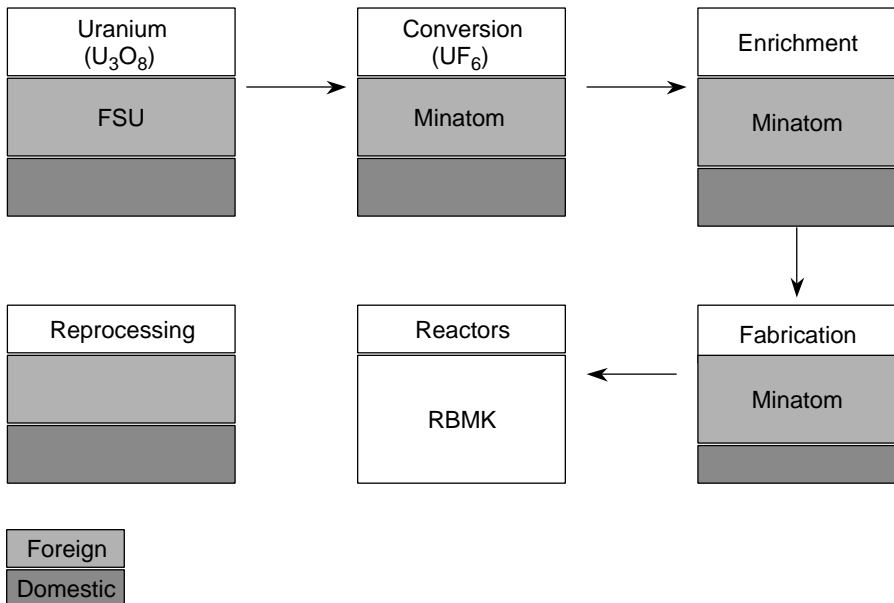 Uranium
(U₃O₈)
FSU
Conversion
(UF₆)
Minatom
Enrichment
Minatom
Reprocessing
Reactors
RBMK
Fabrication
Minatom
Foreign
Domestic